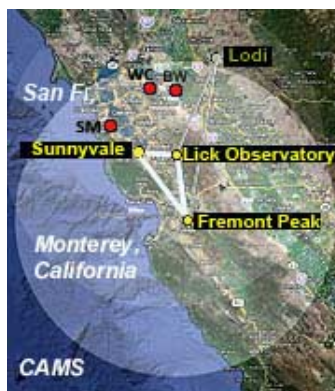 Lodi
WC BW
San Fr,
SM
Sunnyvale
Lick Observatory
Fremont Peak
Monterey,
California
CAMS